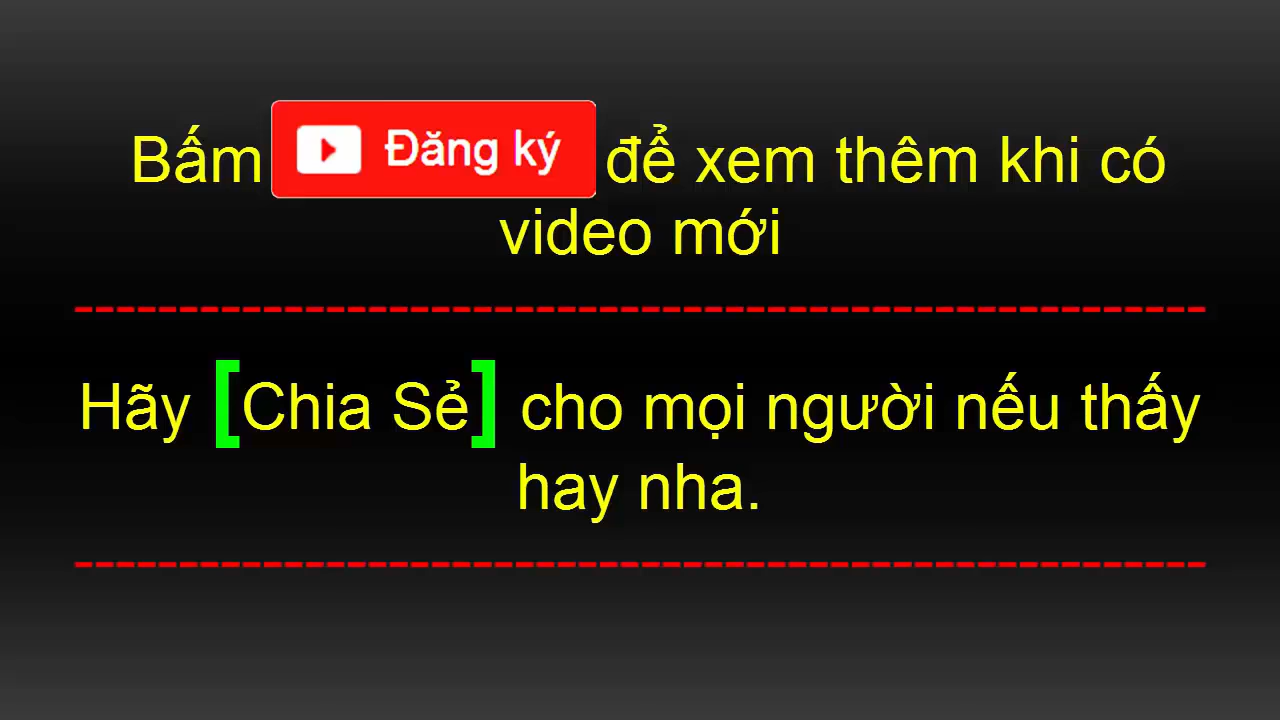 Bấm Đăng ký để xem thêm khi có
video mới
------------------------------------------------------
Hãy [Chia Sẻ] cho mọi người nếu thấy
hay nha.
------------------------------------------------------